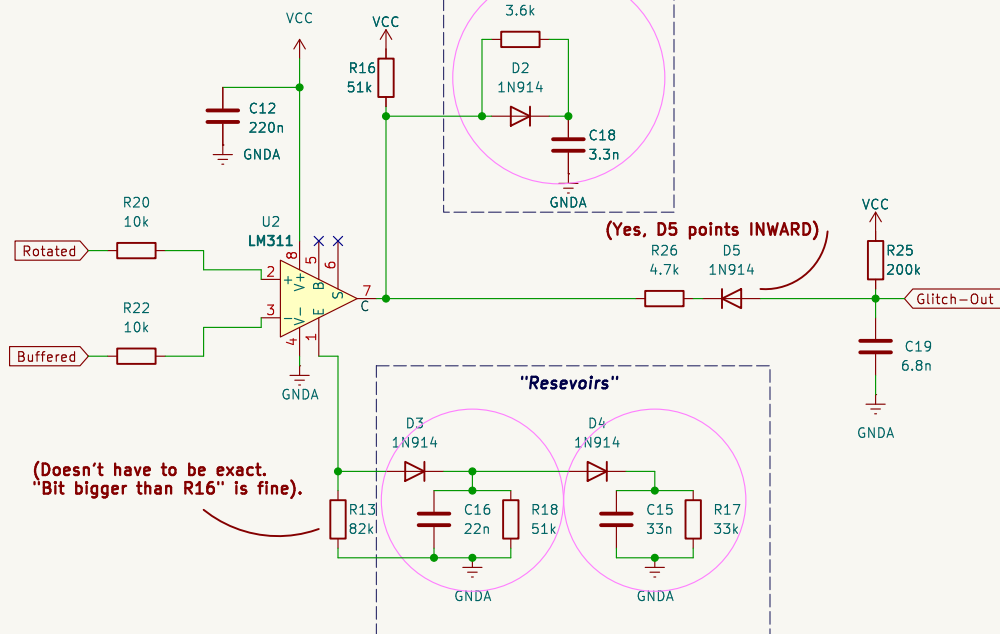 VCC
VCC
3.6k
R16
51k
D2
1N914
C12
220n
GNDA
C18
3.3n
GNDA
R20
10k
Rotated
U2
LM311
8
5
6
2
V+
B
S
+
7
C
3
−
V-
E
4
1
GNDA
R22
10k
Buffered
(Yes, D5 points INWARD)
R26
4.7k
D5
1N914
VCC
R25
200k
Glitch-Out
C19
6.8n
GNDA
"Resevoirs"
D3
1N914
D4
1N914
(Doesn't have to be exact.
"Bit bigger than R16" is fine).
R13
82k
C16
22n
R18
51k
C15
33n
R17
33k
GNDA
GNDA